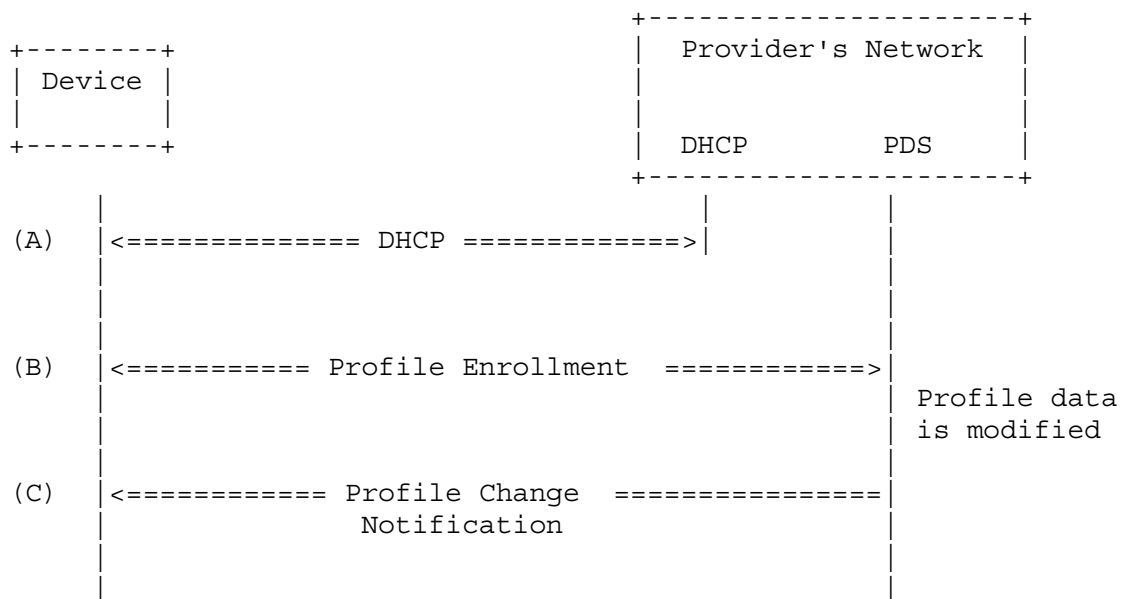 Provider's Network
Device
DHCP PDS
(A) DHCP
(B) Profile Enrollment
Profile data
is modified
(C) Profile Change
Notification